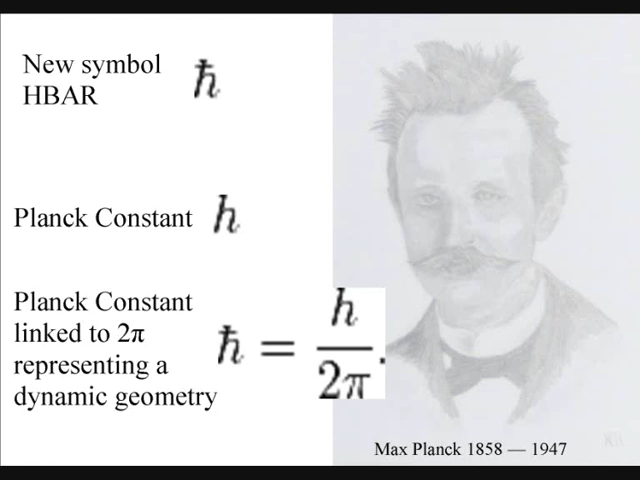 New symbol ħ
HBAR
Planck Constant h
Planck Constant
linked to 2π
representing a
dynamic geometry
ħ = h / 2π.
Max Planck 1858 — 1947